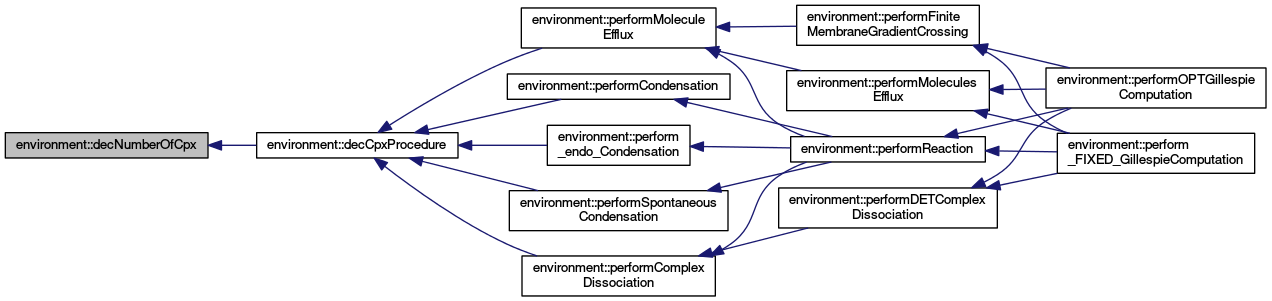 environment::decNumberOfCpx
environment::decCpxProcedure
environment::performMolecule
Efflux
environment::performCondensation
environment::perform
_endo_Condensation
environment::performSpontaneous
Condensation
environment::performComplex
Dissociation
environment::performFinite
MembraneGradientCrossing
environment::performMolecules
Efflux
environment::performReaction
environment::performDETComplex
Dissociation
environment::performOPTGillespie
Computation
environment::perform
_FIXED_GillespieComputation